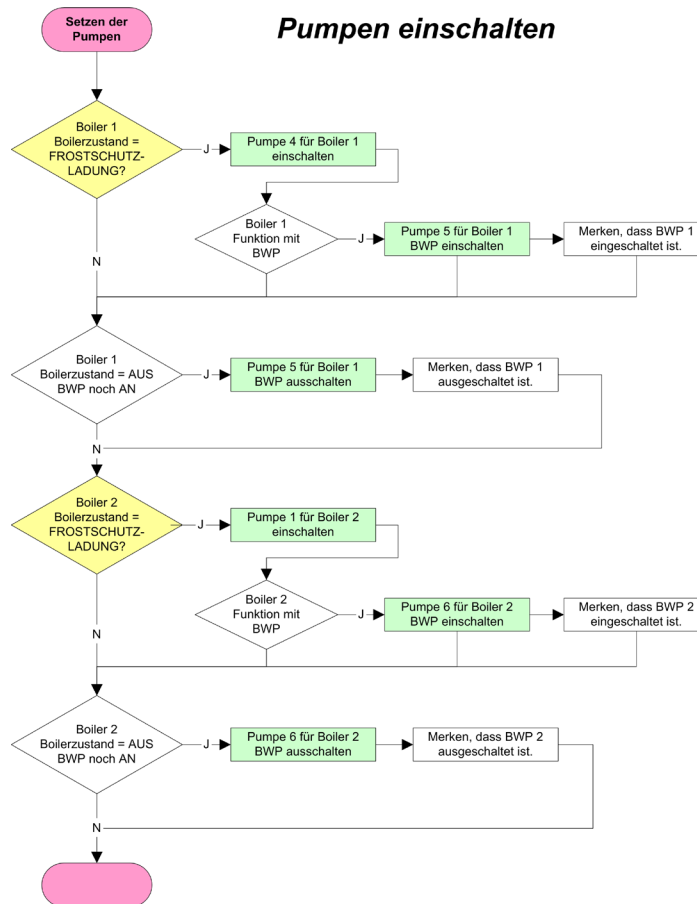 Pumpen einschalten
Setzen der
Pumpen
Boiler 1
Boilerzustand =
FROSTSCHUTZ-
LADUNG?
J
Pumpe 4 für Boiler 1
einschalten
Boiler 1
Funktion mit
BWP
J
Pumpe 5 für Boiler 1
BWP einschalten
Merken, dass BWP 1
eingeschaltet ist.
N
Boiler 1
Boilerzustand = AUS
BWP noch AN
J
Pumpe 5 für Boiler 1
BWP ausschalten
Merken, dass BWP 1
ausgeschaltet ist.
N
Boiler 2
Boilerzustand =
FROSTSCHUTZ-
LADUNG?
J
Pumpe 1 für Boiler 2
einschalten
Boiler 2
Funktion mit
BWP
J
Pumpe 6 für Boiler 2
BWP einschalten
Merken, dass BWP 2
eingeschaltet ist.
N
Boiler 2
Boilerzustand = AUS
BWP noch AN
J
Pumpe 6 für Boiler 2
BWP ausschalten
Merken, dass BWP 2
ausgeschaltet ist.
N